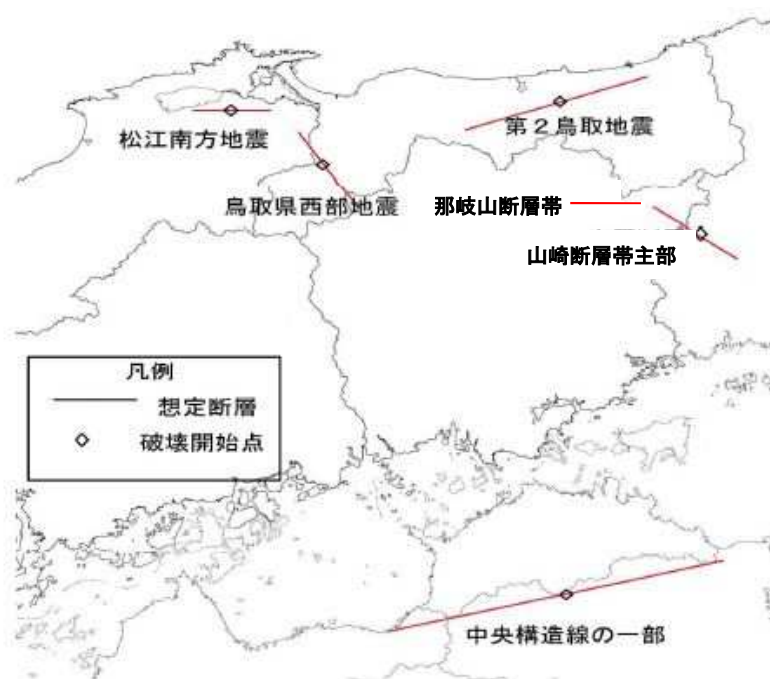 松江南方地震
第２鳥取地震
鳥取県西部地震
那岐山断層帯
山崎断層帯主部
凡例
想定断層
破壊開始点
中央構造線の一部